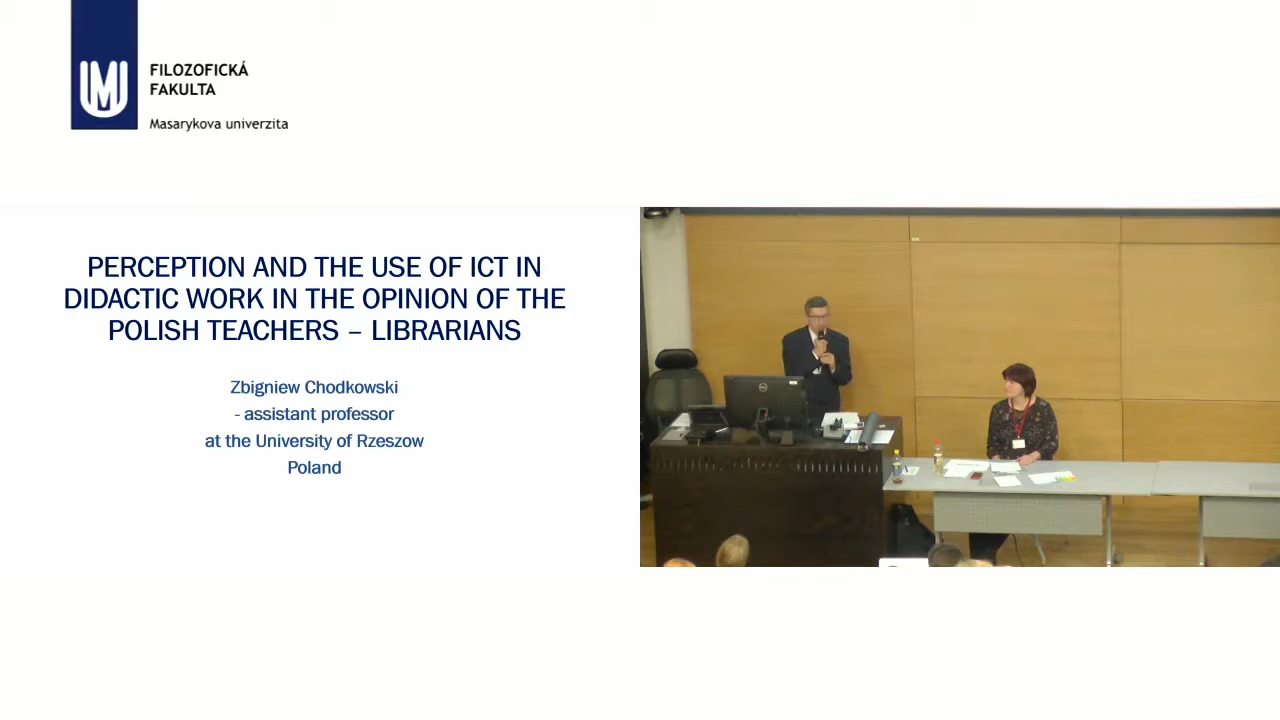 FILOZOFICKÁ
FAKULTA
Masarykova univerzita
PERCEPTION AND THE USE OF ICT IN
DIDACTIC WORK IN THE OPINION OF THE
POLISH TEACHERS – LIBRARIANS
Zbigniew Chodkowski
- assistant professor
at the University of Rzeszow
Poland